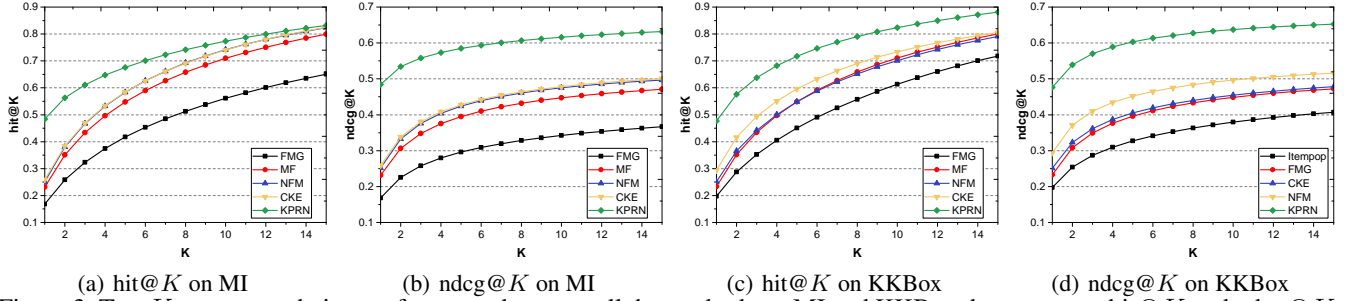 hit@K
0.9
0.8
0.7
0.6
0.5
0.4
0.3
0.2
0.1
2 4 6 8 10 12 14
K
FMG
MF
NFM
CKE
KPRN
(a) hit@K on MI
ndcg@K
0.7
0.6
0.5
0.4
0.3
0.2
0.1
2 4 6 8 10 12 14
K
FMG
MF
NFM
CKE
KPRN
(b) ndcg@K on MI
hit@K
0.9
0.8
0.7
0.6
0.5
0.4
0.3
0.2
0.1
2 4 6 8 10 12 14
K
FMG
MF
NFM
CKE
KPRN
(c) hit@K on KKBox
ndcg@K
0.7
0.6
0.5
0.4
0.3
0.2
0.1
2 4 6 8 10 12 14
K
Itempop
FMG
CKE
NFM
KPRN
(d) ndcg@K on KKBox